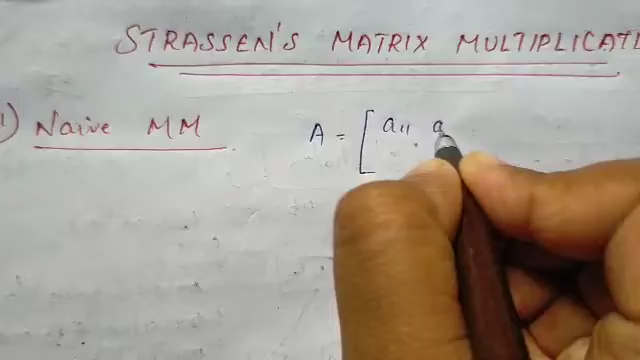 STRASSEN'S MATRIX MULTIPLICATI
1) Naive MM
A = [ a11 a